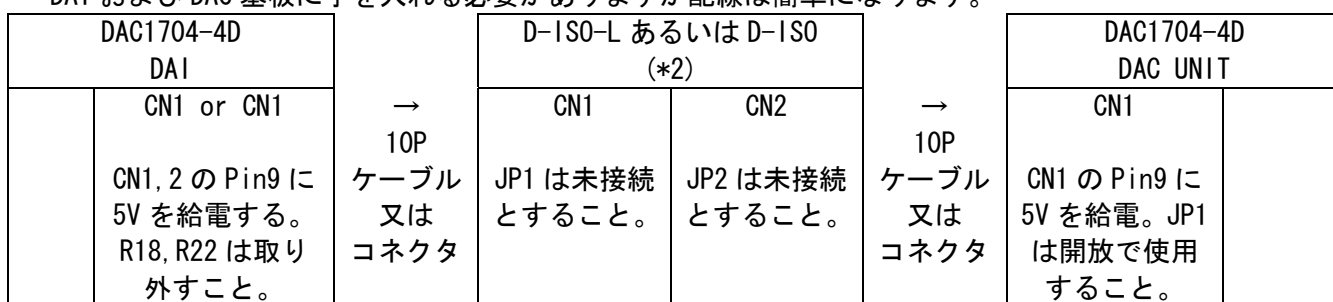 DAI および DAC 基板に手を入れる必要がありますが配線は簡単になります。
DAC1704-4D
DAI
D-ISO-L あるいは D-ISO
(*2)
DAC1704-4D
DAC UNIT
CN1 or CN1
CN1,2 の Pin9 に
5V を給電する。
R18,R22 は取り
外すこと。
→
10P
ケーブル
又は
コネクタ
CN1
JP1 は未接続
とすること。
CN2
JP2 は未接続
とすること。
→
10P
ケーブル
又は
コネクタ
CN1
CN1 の Pin9 に
5V を給電。JP1
は開放で使用
すること。